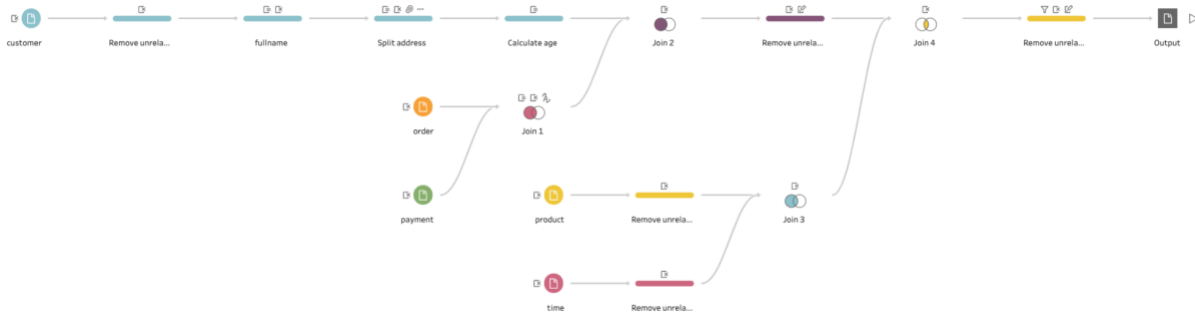 customer
Remove unrela...
fullname
Split address
Calculate age
Join 2
Remove unrela...
Join 4
Remove unrela...
Output
order
Join 1
payment
product
Remove unrela...
Join 3
time
Remove unrela...